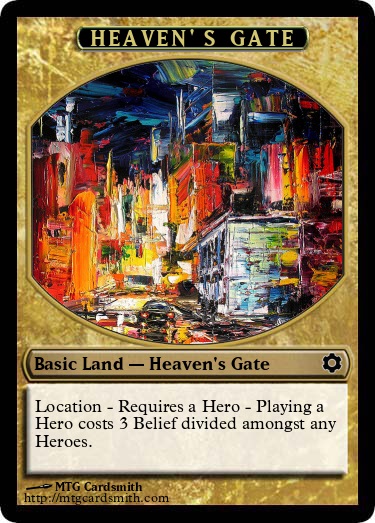 HEAVEN'S GATE
Basic Land — Heaven's Gate
Location - Requires a Hero - Playing a
Hero costs 3 Belief divided amongst any
Heroes.
MTG Cardsmith
http://mtgcardsmith.com